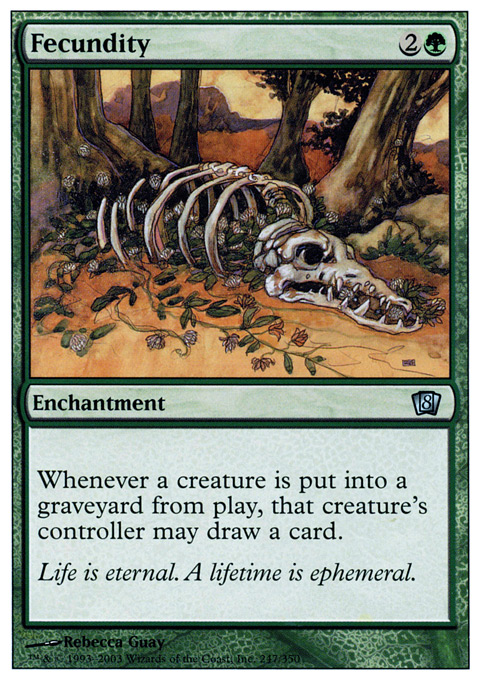 Fecundity 2
Enchantment 8
Whenever a creature is put into a
graveyard from play, that creature's
controller may draw a card.
Life is eternal. A lifetime is ephemeral.
Rebecca Guay
™ & © 1993–2003 Wizards of the Coast, Inc. 247/350